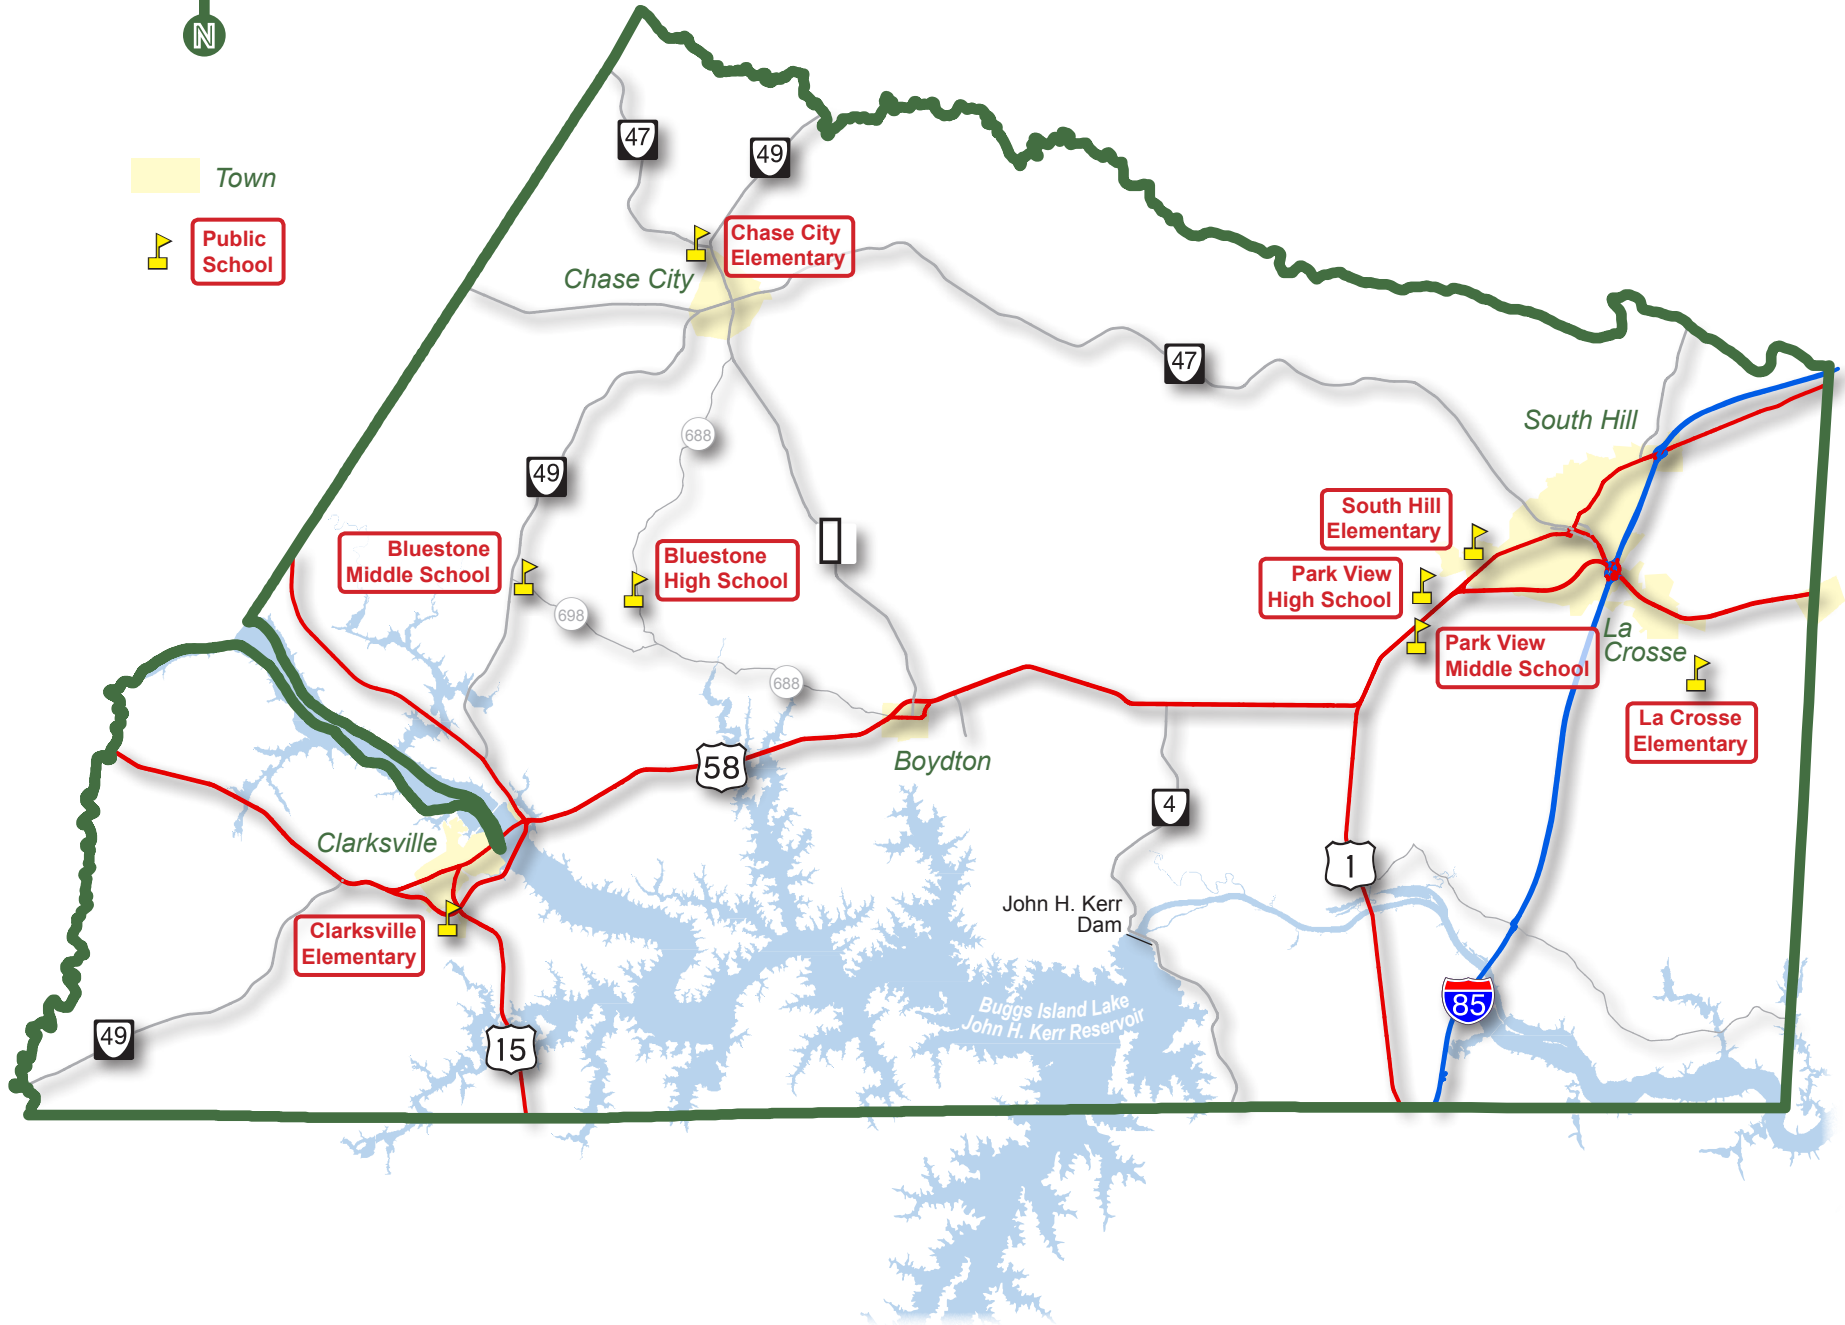 N
Town
Public
School
47
49
Chase City
Elementary
Chase City
47
688
49
South Hill
South Hill
Elementary
Bluestone
Middle School
Bluestone
High School
Park View
High School
698
La
Crosse
Park View
Middle School
688
La Crosse
Elementary
58
Boydton
4
Clarksville
1
John H. Kerr
Dam
Clarksville
Elementary
85
Buggs Island Lake
John H. Kerr Reservoir
49
15